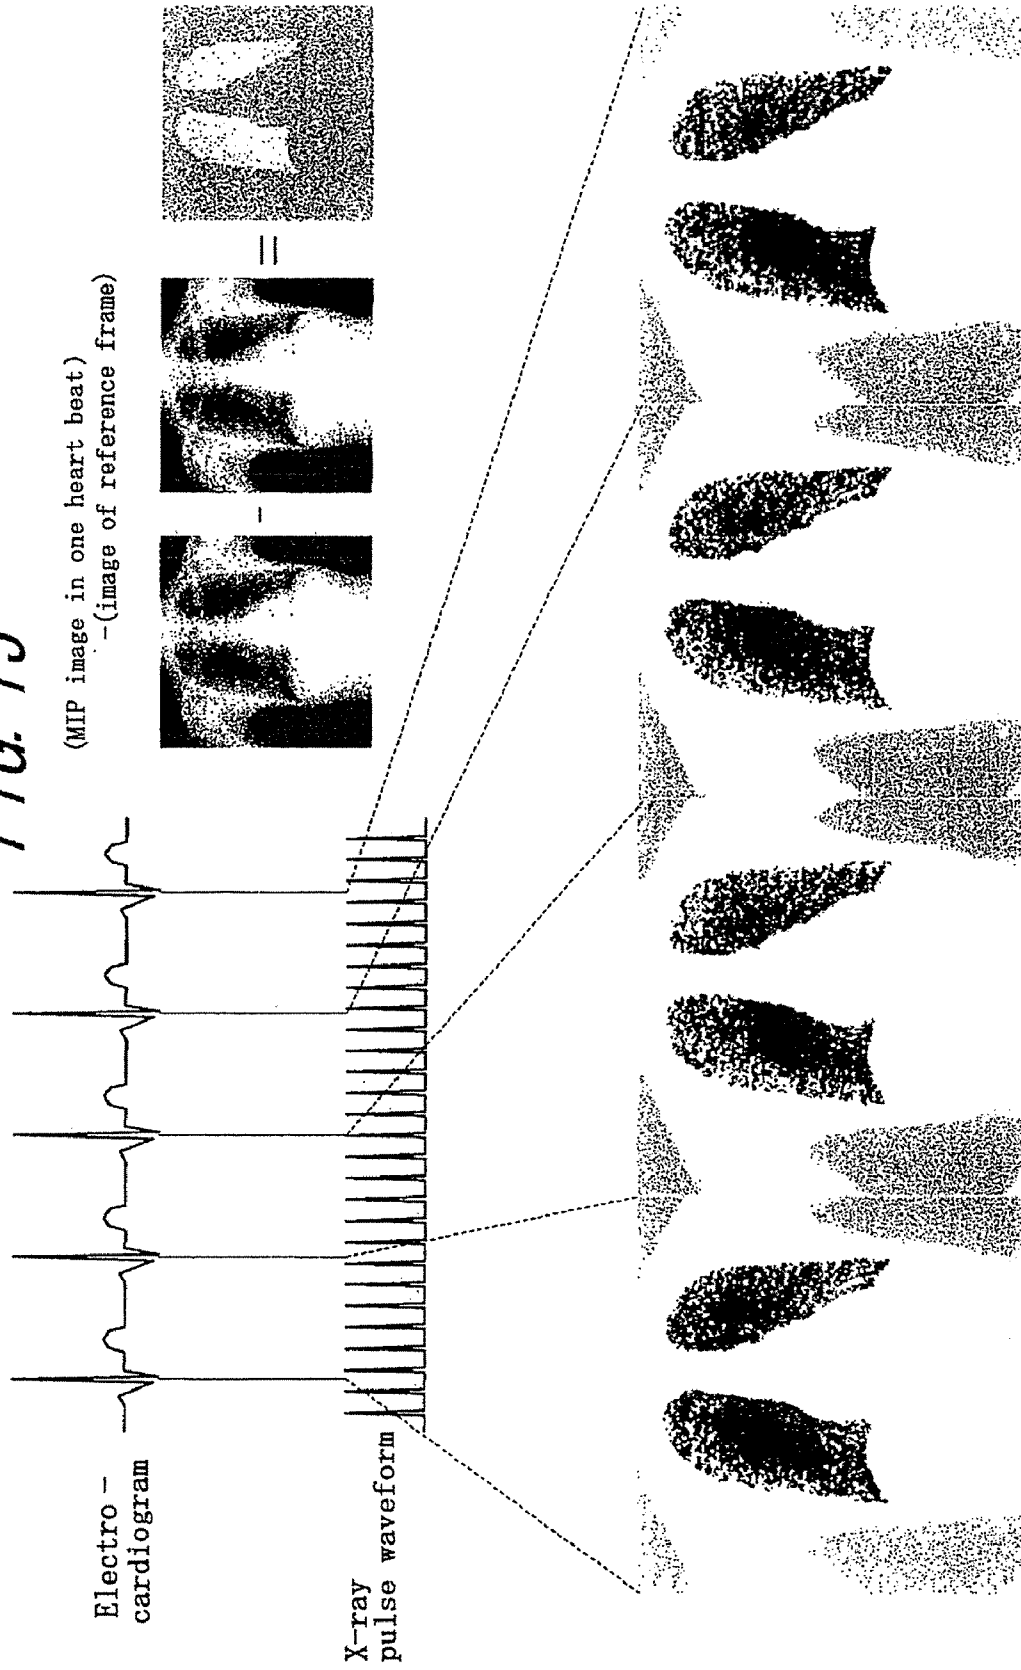 (MIP image in one heart beat)
-(image of reference frame)
-
=
Electro-
cardiogram
X-ray
pulse waveform